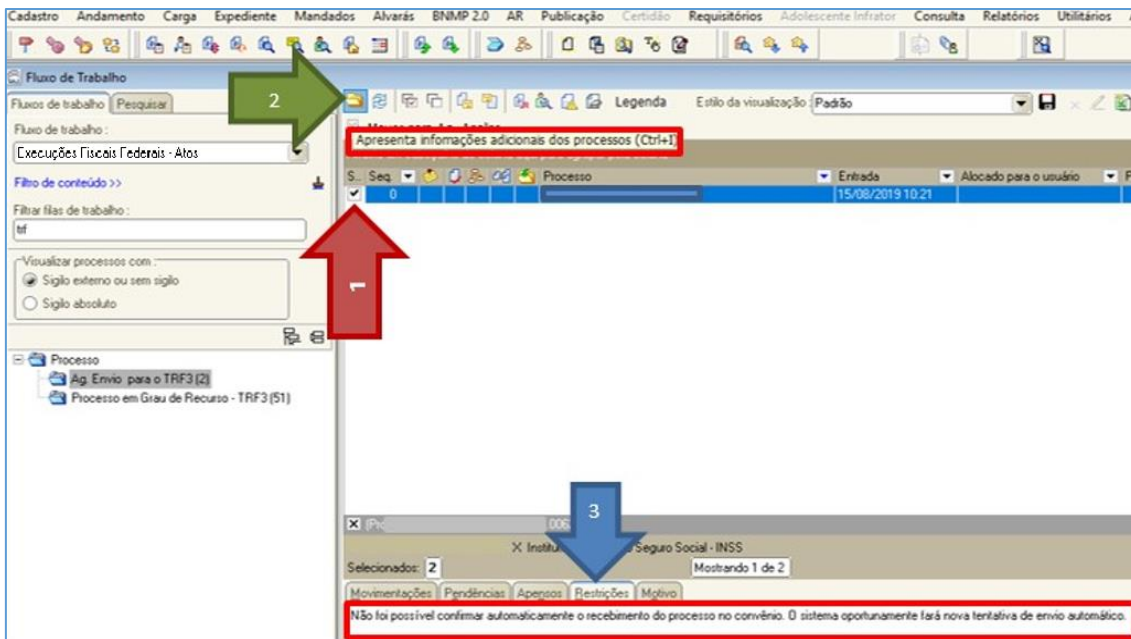 Cadastro Andamento Carga Expediente Mandados Alvarás BNMP 2.0 AR Publicação Certidão Requisitórios Adolescente Infrator Consulta Relatórios Utilitários
Fluxo de Trabalho
Fluxos de trabalho Pesquisar
2
Legenda Estilo da visualização: Padrão
Fluxo de trabalho :
Apresenta infomações adicionais dos processos (Ctrl+I)
Execuções Fiscais Federais - Atos
Filtro de conteúdo >>
S.. Seq. Processo Entrada Alocado para o usuário
0 15/08/2019 10:21
Filtrar filas de trabalho :
trf
Visualizar processos com :
Sigilo externo ou sem sigilo
1
Sigilo absoluto
Processo
Ag. Envio para o TRF3 (2)
Processo em Grau de Recurso - TRF3 (51)
3
Seguro Social - INSS
Selecionados: 2 Mostrando 1 de 2
Movimentações Pendências Apensos Restrições Motivo
Não foi possível confirmar automaticamente o recebimento do processo no convênio. O sistema oportunamente fará nova tentativa de envio automático.